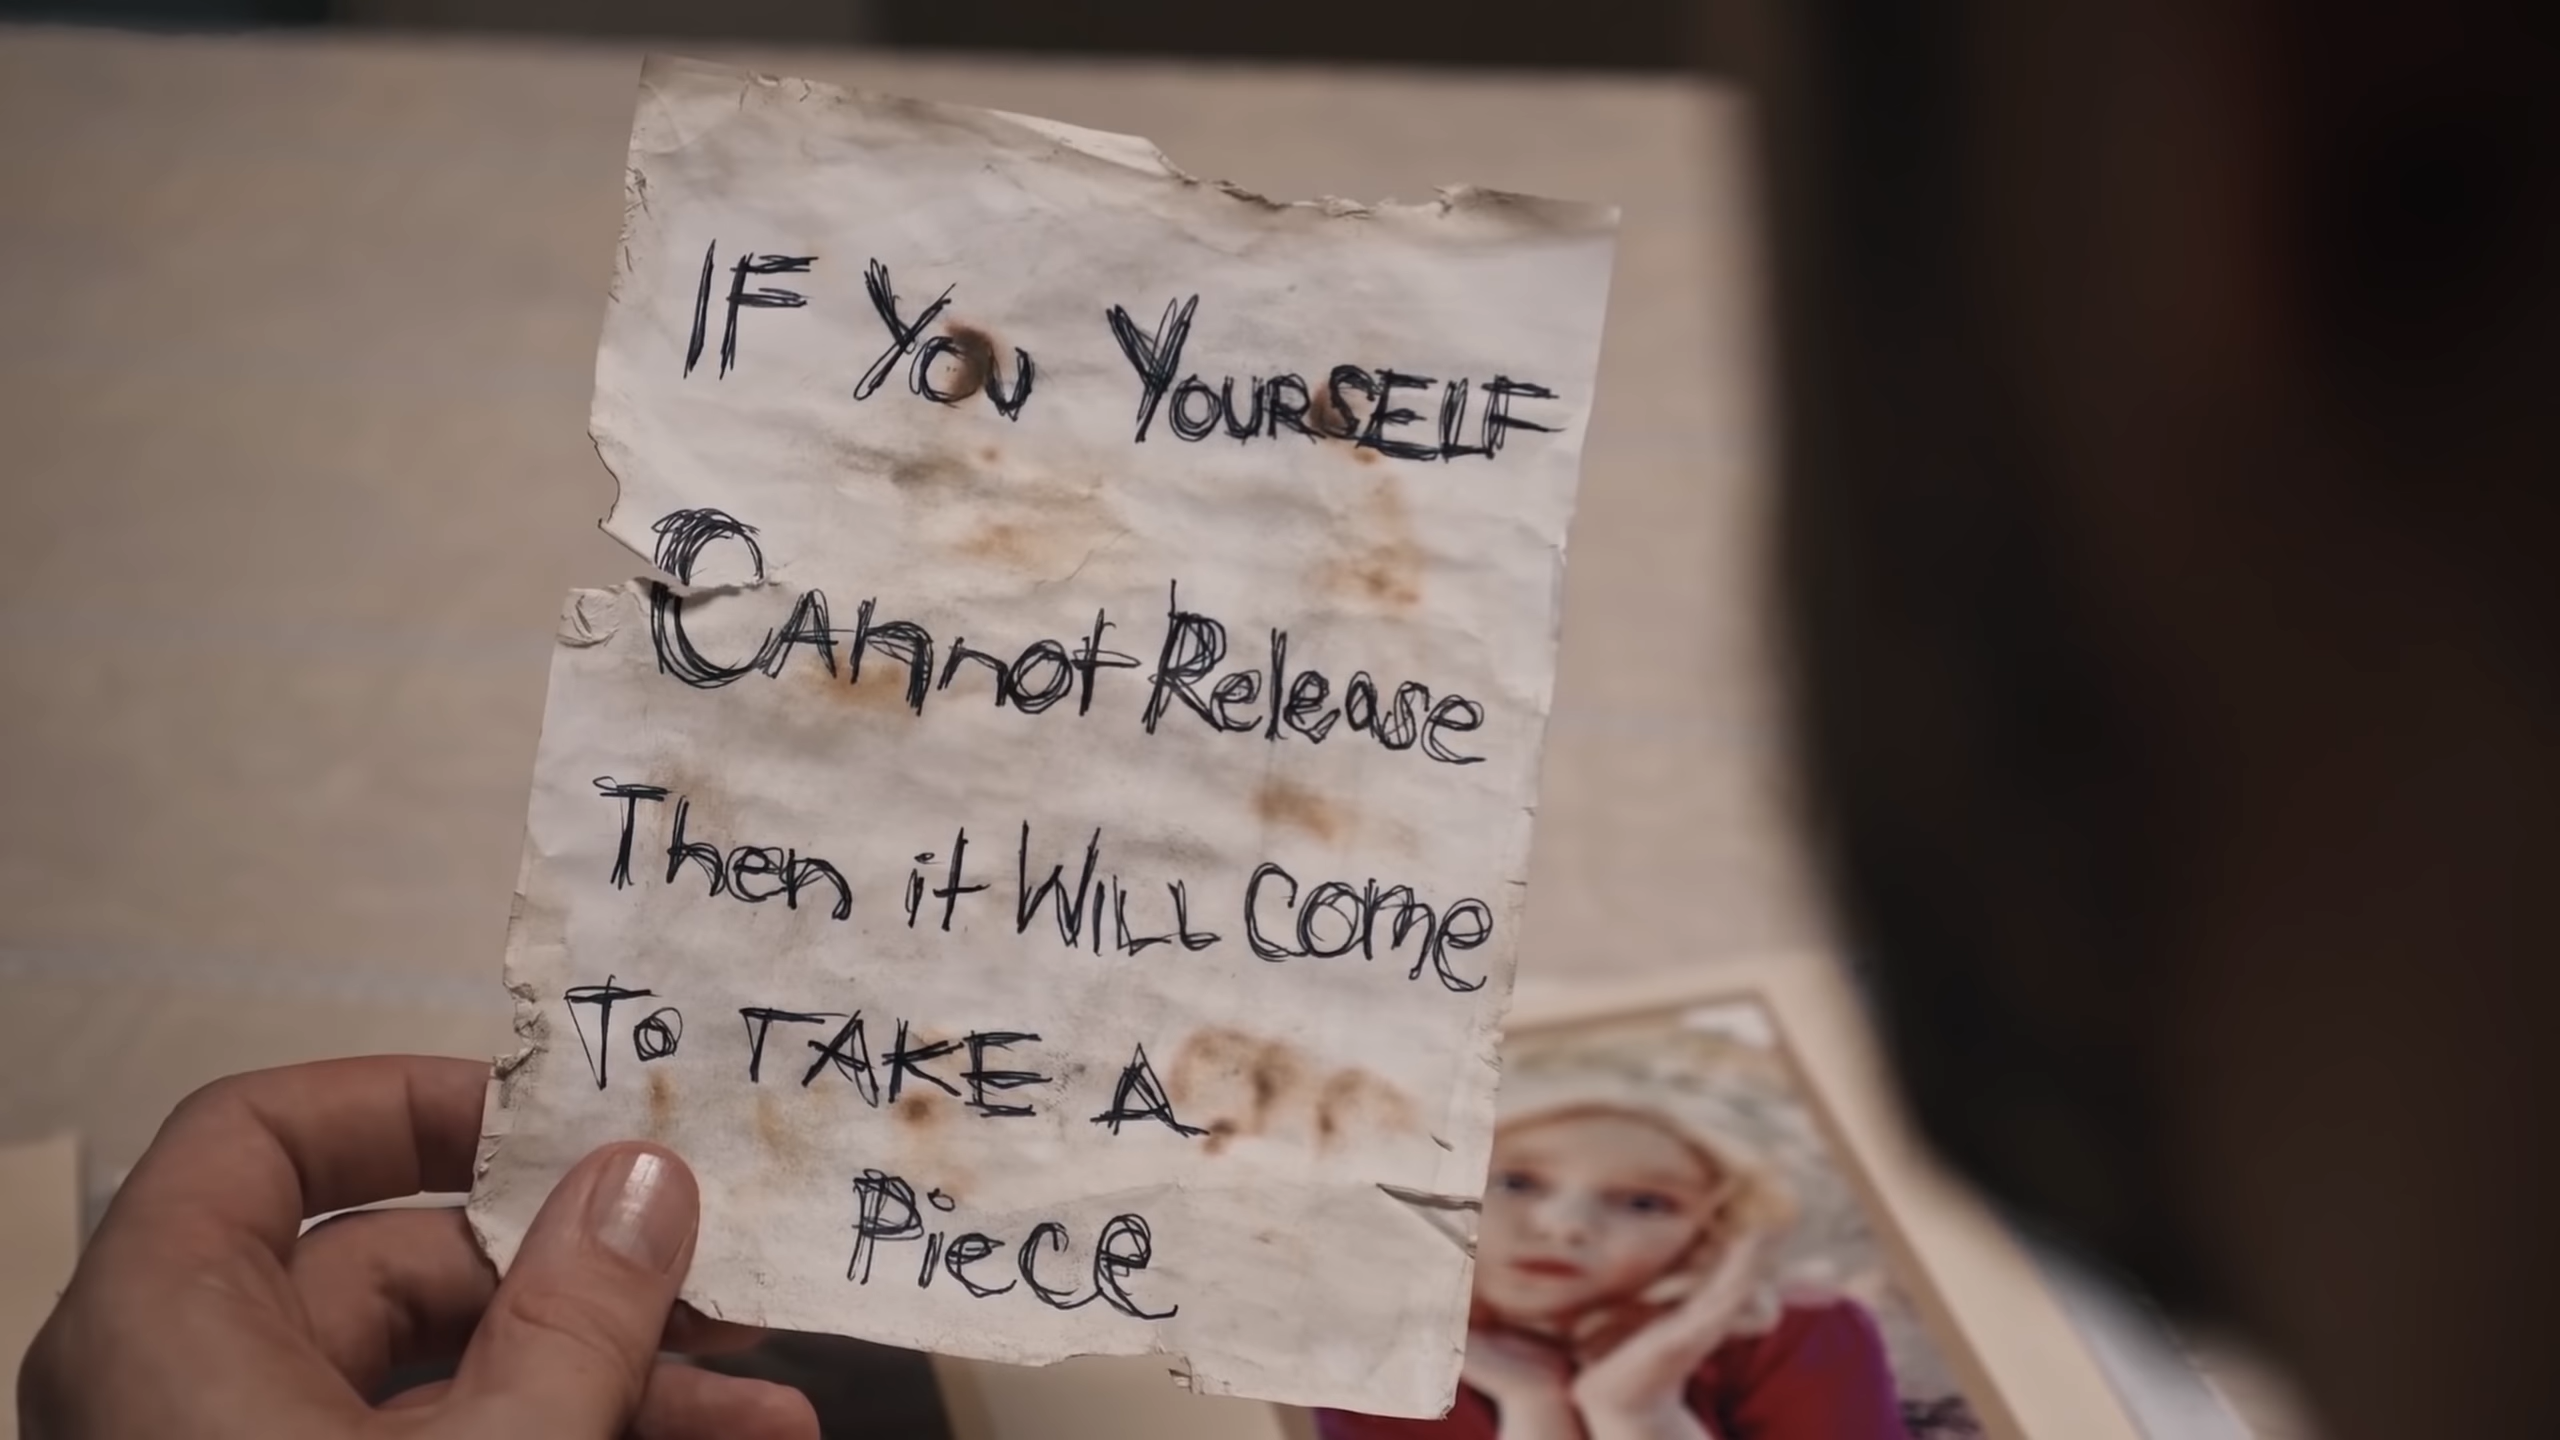 IF YOU YOURSELF
CAnnot Release
Then it WILL Come
To TAKE A
Piece